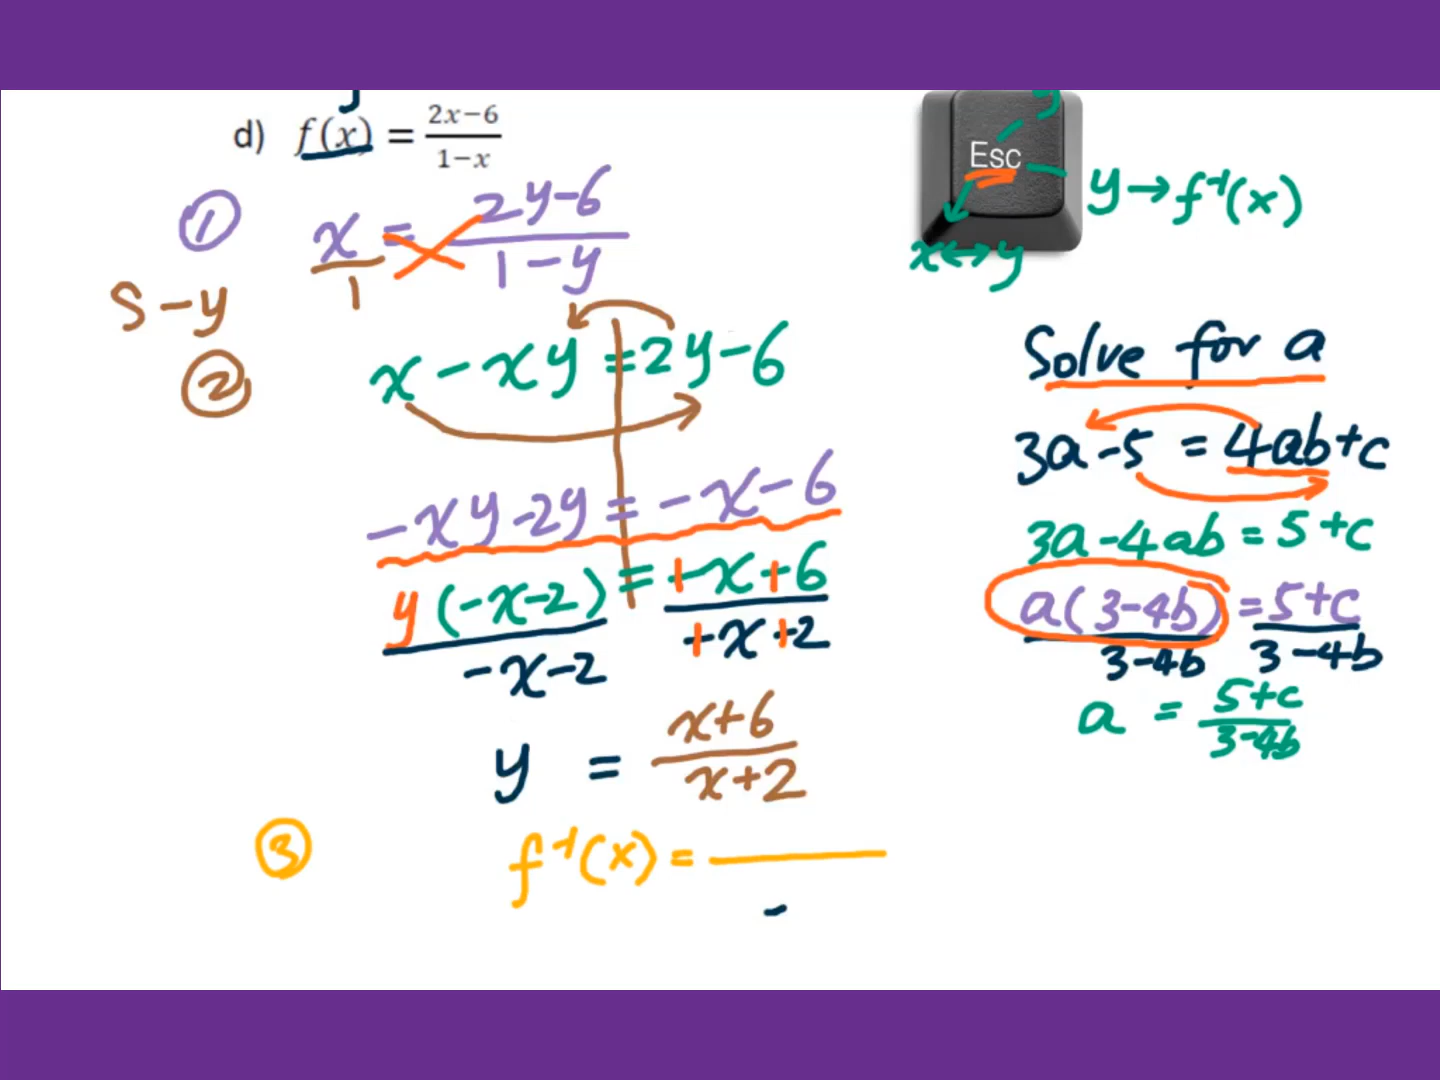 d) f(x) = 2x−6 / 1−x
① x/1 = 2y−6 / 1−y
S - y
② x - xy = 2y - 6
-xy - 2y = -x - 6
y(-x-2) / -x-2 = +x+6 / +x+2
y = x+6 / x+2
③ f⁻¹(x) =
Esc
y
y → f⁻¹(x)
x ↔ y
Solve for a
3a - 5 = 4ab + c
3a - 4ab = 5 + c
a(3-4b) / 3-4b = 5+c / 3-4b
a = 5+c / 3-4b